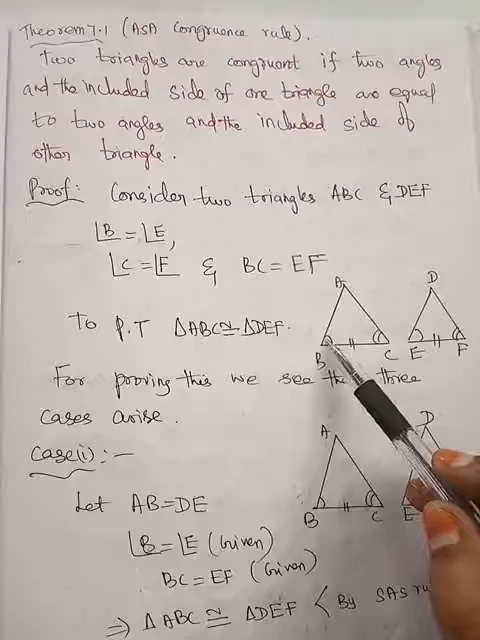 Theorem 7.1 (ASA Congruence rule).
Two triangles are congruent if two angles
and the included side of one triangle are equal
to two angles and the included side of
other triangle.
Proof: Consider two triangles ABC & DEF
∠B = ∠E,
∠C = ∠F & BC = EF
A
D
To P.T ΔABC ≅ ΔDEF.
B C E F
For proving this we see the three
cases arise.
A
D
Case(i):-
Let AB = DE
B C E
∠B = ∠E (Given)
BC = EF (Given)
⇒ ΔABC ≅ ΔDEF < By SAS